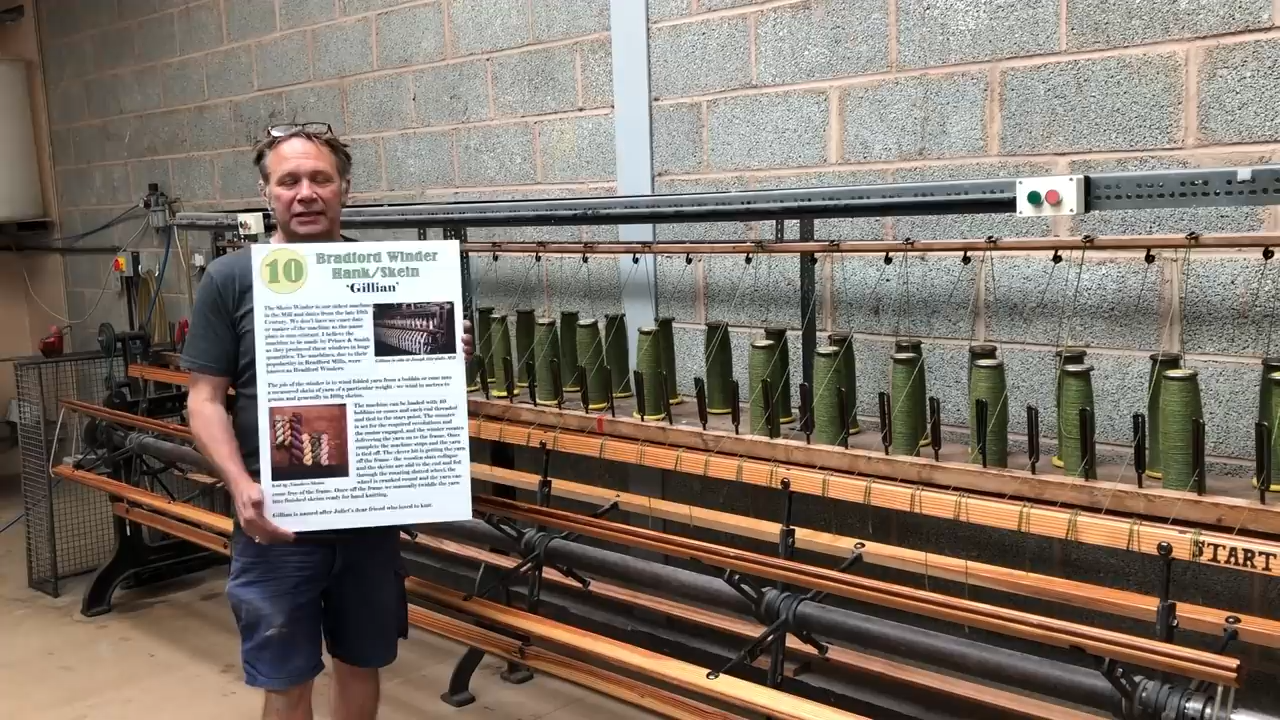 10
Bradford Winder
Hank/Skein
'Gillian'
The Skein Winder is our oldest machine
in the Mill and dates from the late 19th
Century. We don't have an exact date
or maker of the machine as the name
plate is non existant. I believe the
machine to be made by Prince & Smith
as they produced these winders in huge
quantities. The machines, due to their
popularity in Bradford Mills, were
known as Bradford Winders.
The job of the winder is to wind folded yarn from a bobbin or cone into
a measured skein of yarn of a particular weight - we wind in metres to
grams and generally in 100g skeins.
The machine can be loaded with 40
bobbins or cones and each end threaded
and tied to the start point. The counter
is set for the required revolutions and
the motor engaged, and the winder rotates
delivering the yarn on to the frame. Once
complete the machine stops and the yarn
is tied off. The clever bit is getting the yarn
off the frame - the wooden slats collapse
and the skeins are slid to the end and fed
through the rotating slotted wheel, the
wheel is cranked round and the yarn can
come free of the frame. Once off the frame we manually twiddle the yarn
into finished skeins ready for hand knitting.
Gillian is named after Juliet's dear friend who loved to knit.
START